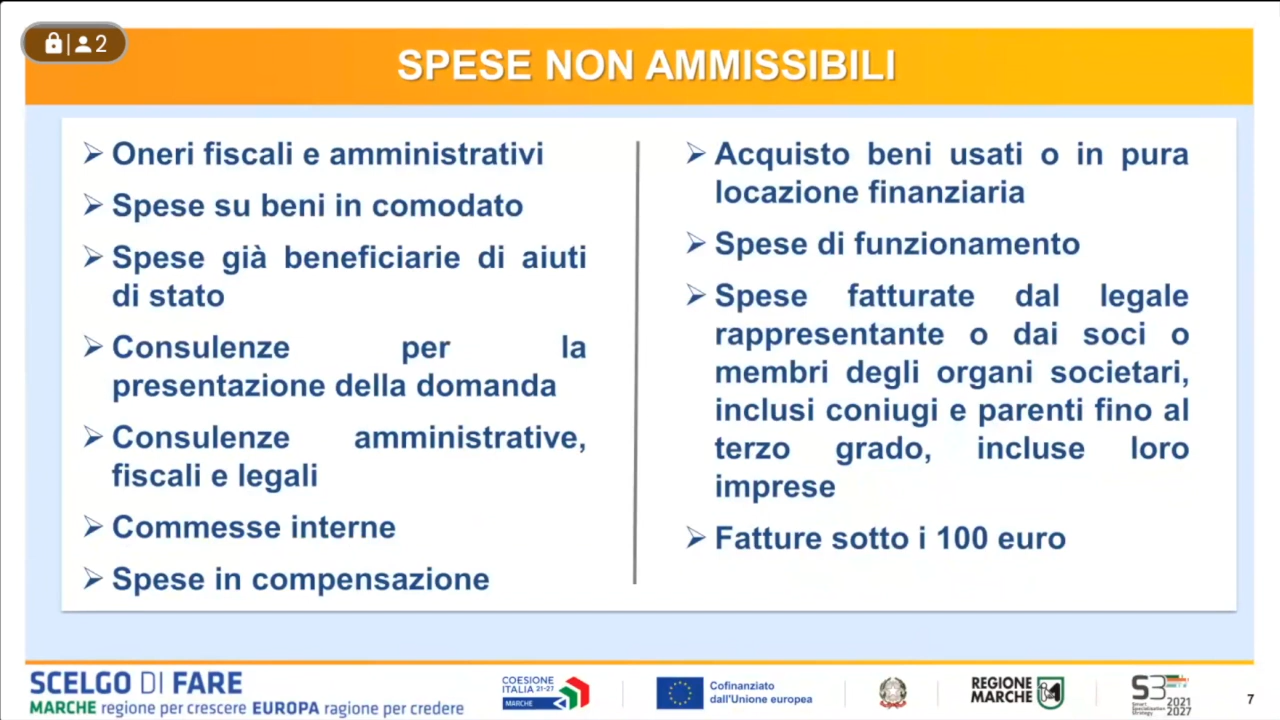 2
SPESE NON AMMISSIBILI
Oneri fiscali e amministrativi
Spese su beni in comodato
Spese già beneficiarie di aiuti
di stato
Consulenze per la
presentazione della domanda
Consulenze amministrative,
fiscali e legali
Commesse interne
Spese in compensazione
Acquisto beni usati o in pura
locazione finanziaria
Spese di funzionamento
Spese fatturate dal legale
rappresentante o dai soci o
membri degli organi societari,
inclusi coniugi e parenti fino al
terzo grado, incluse loro
imprese
Fatture sotto i 100 euro
SCELGO DI FARE
MARCHE regione per crescere EUROPA ragione per credere
COESIONE
ITALIA 21-27
MARCHE
Cofinanziato
dall'Unione europea
REGIONE
MARCHE
S3
Smart
Specialisation
Strategy
2021
2027
7